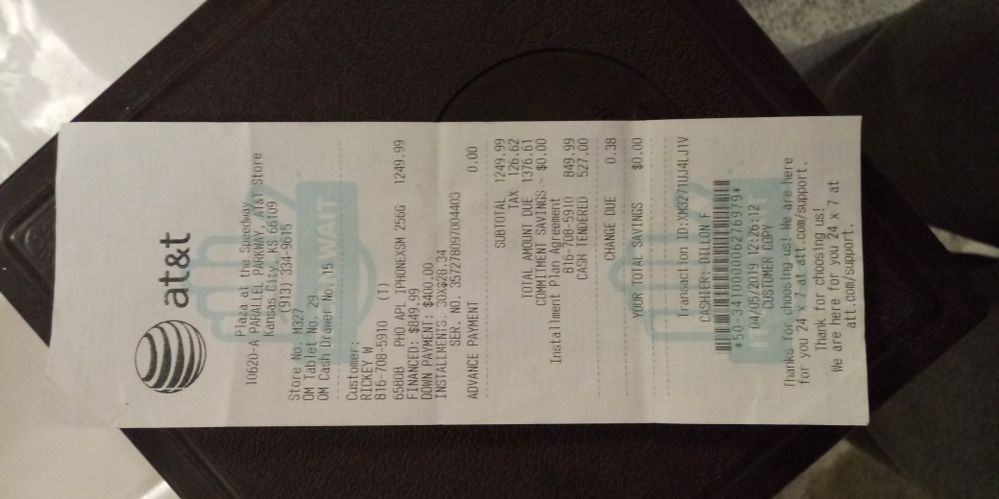 at&t
Plaza at the Speedway
10620-A PARALLEL PARKWAY, AT&T Store
Kansas City, KS 66109
(913) 334-9615
Store No. M327
OM Tablet No. 29
OM Cash Drawer No. 15
WAIT
Customer:
RICKEY W
816-708-5910 (T)
6580B PHO APL IPHONEXSM 256G 1249.99
FINANCED: $849.99
DOWN PAYMENT: $400.00
INSTALLMENTS: 30X$28.34
SER. NO. 357278097004403
ADVANCE PAYMENT 0.00
SUBTOTAL 1249.99
TAX 126.62
TOTAL AMOUNT DUE 1376.61
COMMITMENT SAVINGS - $0.00
Installment Plan Agreement
816-708-5910 849.99
CASH TENDERED 527.00
CHANGE DUE 0.38
YOUR TOTAL SAVINGS $0.00
Transaction ID:XM3271UJ4LJ1V
CASHIER: DILLON F
*50-341000006276979*
04/05/2019 12:26:12
CUSTOMER COPY
Thanks for choosing us! We are here
for you 24 x 7 at att.com/support.
Thank for choosing us!
We are here for you 24 x 7 at
att.com/support.